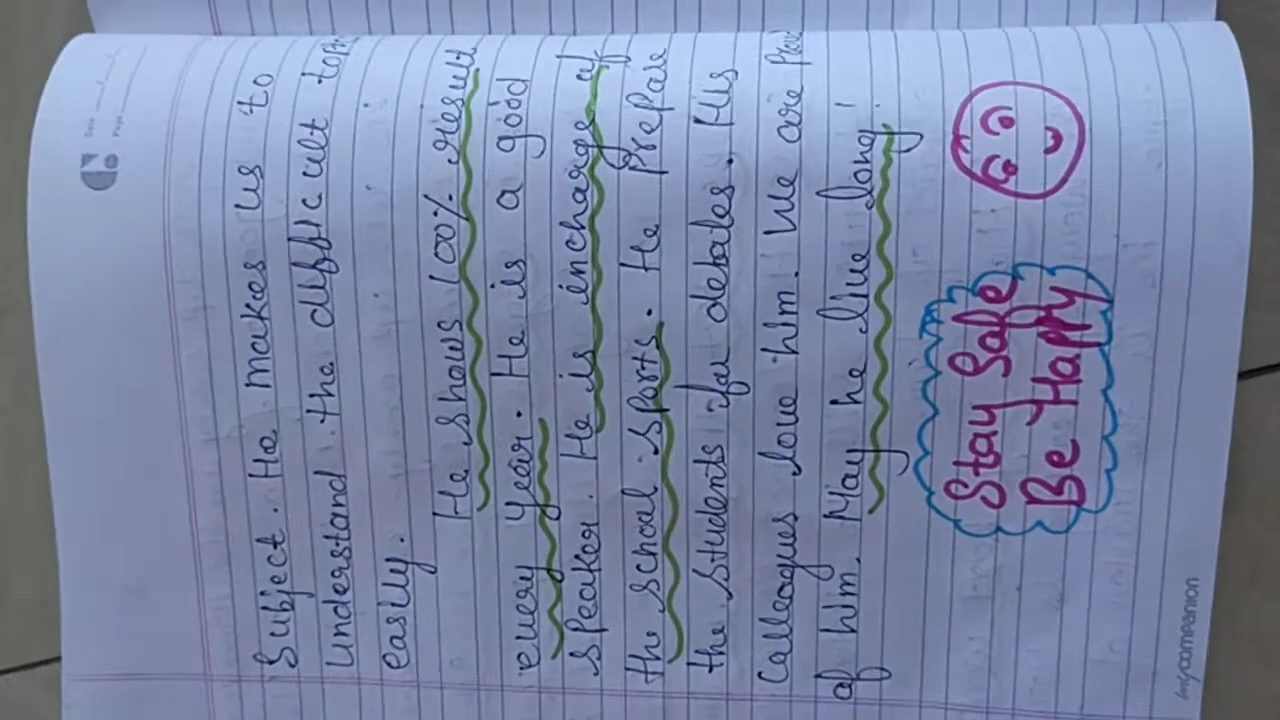 Date
Page
Subject. He makes us to
Understand the difficult
easily.
He shows 100% result
every year. He is a good
speaker. He is incharge of
the school sports. He Prepare
the students for debates. His
Colleagues love him. We are
of him. May he live long!
Stay Safe
Be Happy